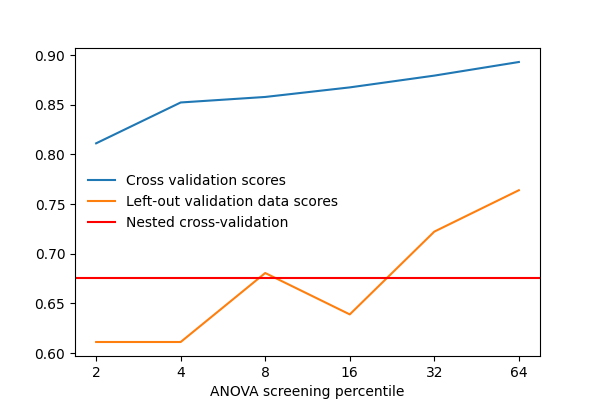 0.90
0.85
0.80
0.75
0.70
0.65
0.60
Cross validation scores
Left-out validation data scores
Nested cross-validation
2 4 8 16 32 64
ANOVA screening percentile